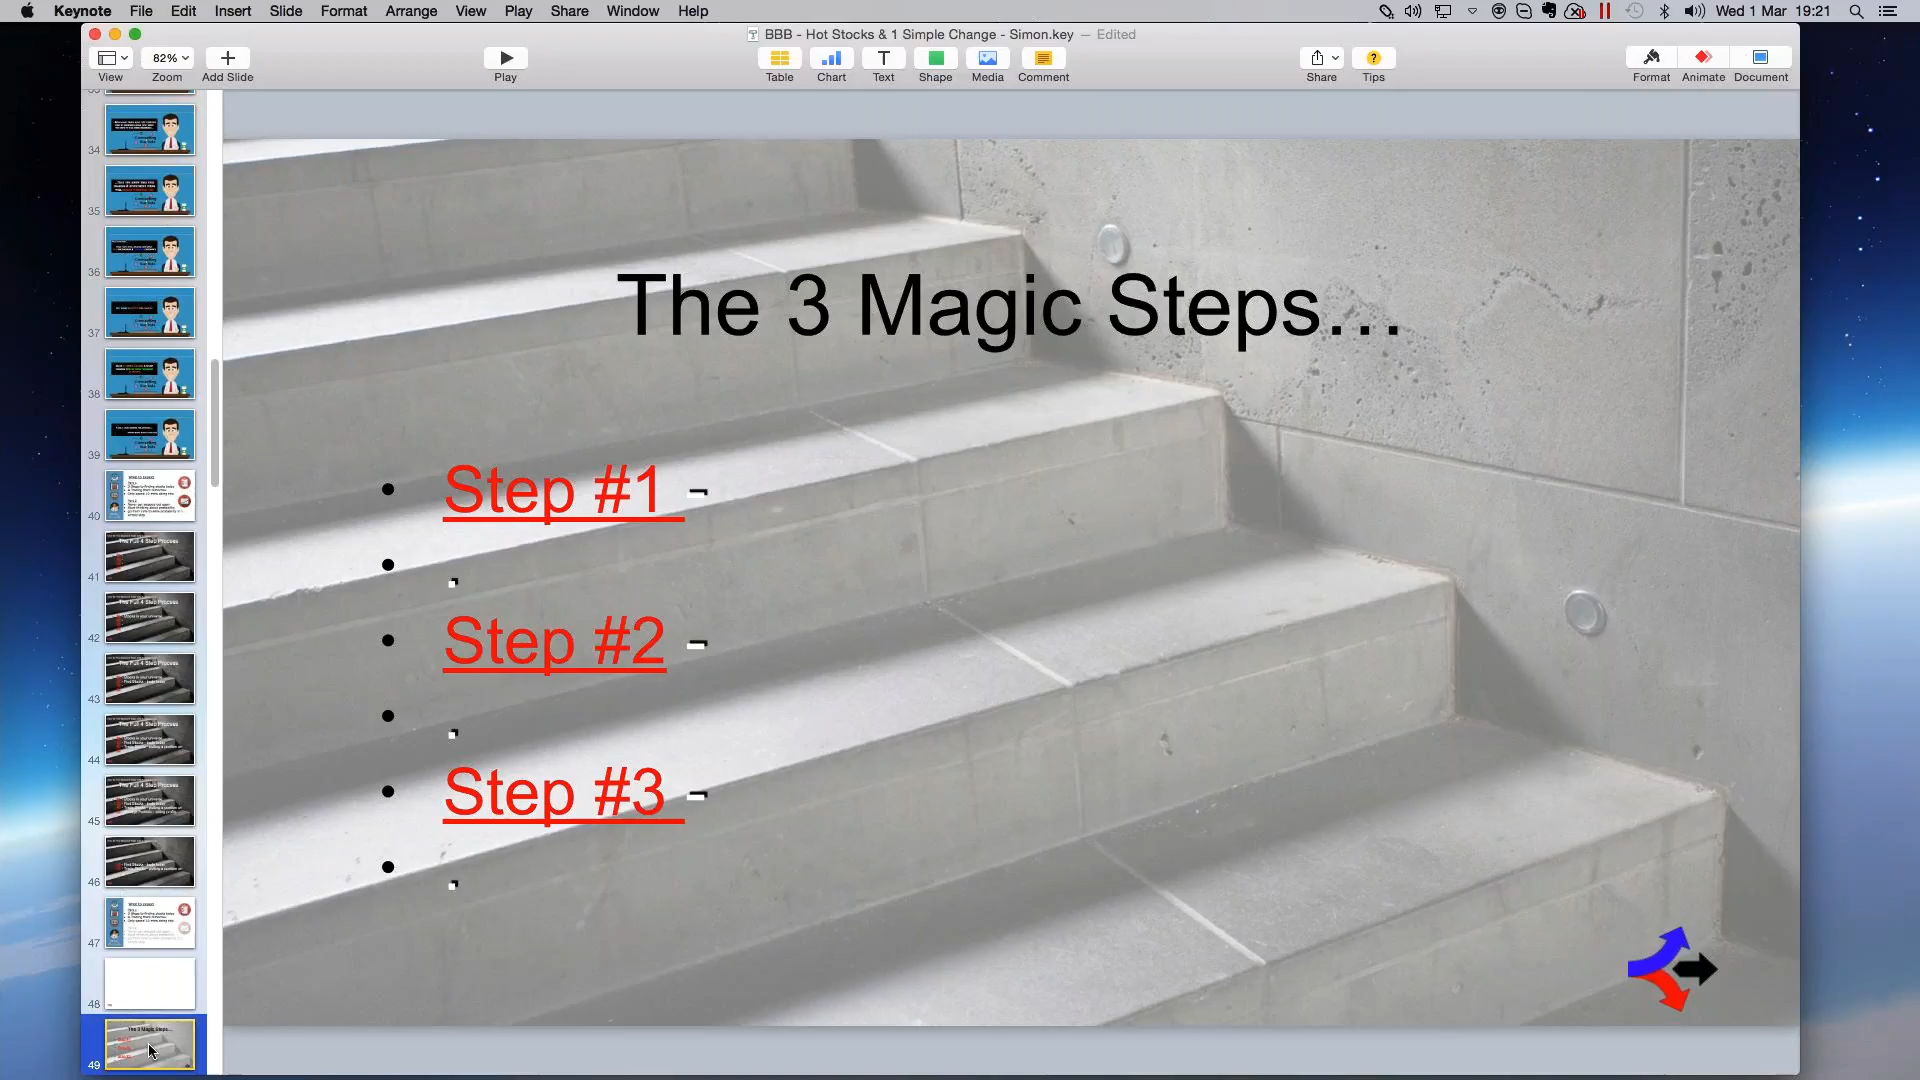 Keynote File Edit Insert Slide Format Arrange View Play Share Window Help Wed 1 Mar 19:21
BBB - Hot Stocks & 1 Simple Change - Simon.key — Edited
82%
View Zoom Add Slide Play Table Chart Text Shape Media Comment Share Tips Format Animate Document
34
35
36
37
38
39
40
41
42
43
44
45
46
47
48
49
The 3 Magic Steps...
• Step #1 -
•
• Step #2 -
•
• Step #3 -
•